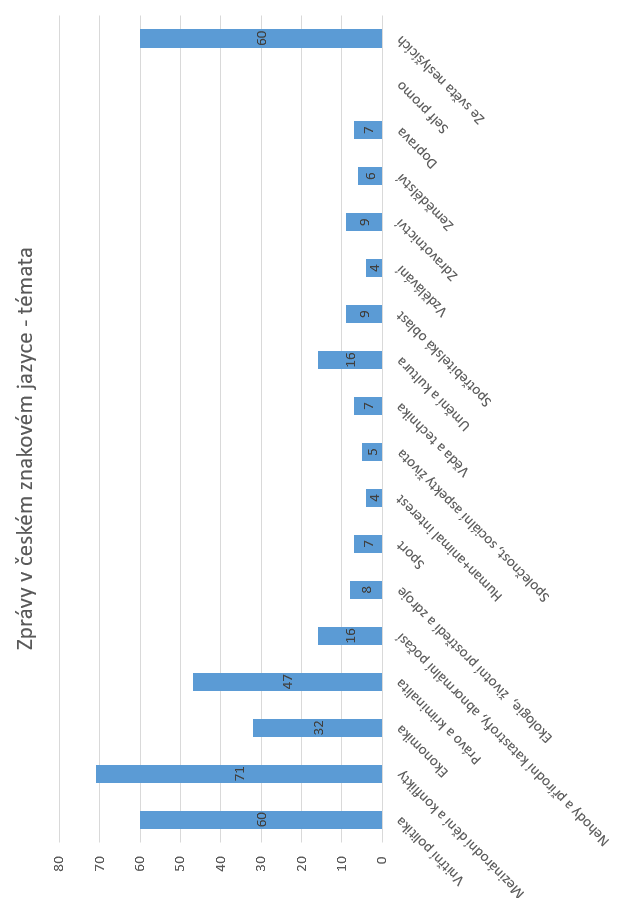 Zprávy v českém znakovém jazyce - témata
80
70
60
50
40
30
20
10
0
60
71
32
47
16
8
7
4
5
7
16
9
4
9
6
7
60
Vnitřní politika
Mezinárodní dění a konflikty
Ekonomika
Právo a kriminalita
Nehody a přírodní katastrofy, abnormální počasí
Ekologie, životní prostředí a zdroje
Sport
Human+animal interest
Společnost, sociální aspekty života
Věda a technika
Umění a kultura
Spotřebitelská oblast
Vzdělávání
Zdravotnictví
Zemědělství
Doprava
Self promo
Ze světa neslyšících